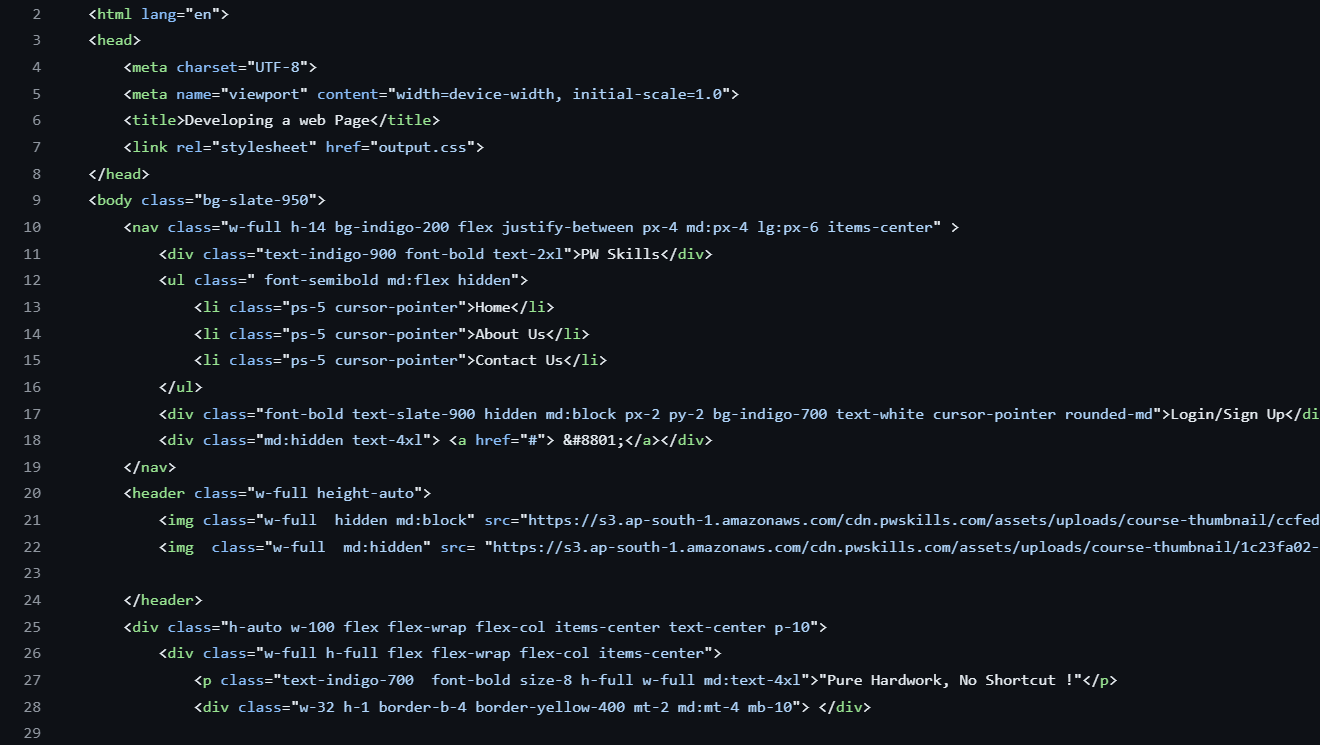 2 <html lang="en">
3 <head>
4 <meta charset="UTF-8">
5 <meta name="viewport" content="width=device-width, initial-scale=1.0">
6 <title>Developing a web Page</title>
7 <link rel="stylesheet" href="output.css">
8 </head>
9 <body class="bg-slate-950">
10 <nav class="w-full h-14 bg-indigo-200 flex justify-between px-4 md:px-4 lg:px-6 items-center" >
11 <div class="text-indigo-900 font-bold text-2xl">PW Skills</div>
12 <ul class=" font-semibold md:flex hidden">
13 <li class="ps-5 cursor-pointer">Home</li>
14 <li class="ps-5 cursor-pointer">About Us</li>
15 <li class="ps-5 cursor-pointer">Contact Us</li>
16 </ul>
17 <div class="font-bold text-slate-900 hidden md:block px-2 py-2 bg-indigo-700 text-white cursor-pointer rounded-md">Login/Sign Up</di
18 <div class="md:hidden text-4xl"> <a href="#"> &#8801;</a></div>
19 </nav>
20 <header class="w-full height-auto">
21 <img class="w-full  hidden md:block" src="https://s3.ap-south-1.amazonaws.com/cdn.pwskills.com/assets/uploads/course-thumbnail/ccfed
22 <img  class="w-full  md:hidden" src= "https://s3.ap-south-1.amazonaws.com/cdn.pwskills.com/assets/uploads/course-thumbnail/1c23fa02-
23
24 </header>
25 <div class="h-auto w-100 flex flex-wrap flex-col items-center text-center p-10">
26 <div class="w-full h-full flex flex-wrap flex-col items-center">
27 <p class="text-indigo-700  font-bold size-8 h-full w-full md:text-4xl">"Pure Hardwork, No Shortcut !"</p>
28 <div class="w-32 h-1 border-b-4 border-yellow-400 mt-2 md:mt-4 mb-10"> </div>
29